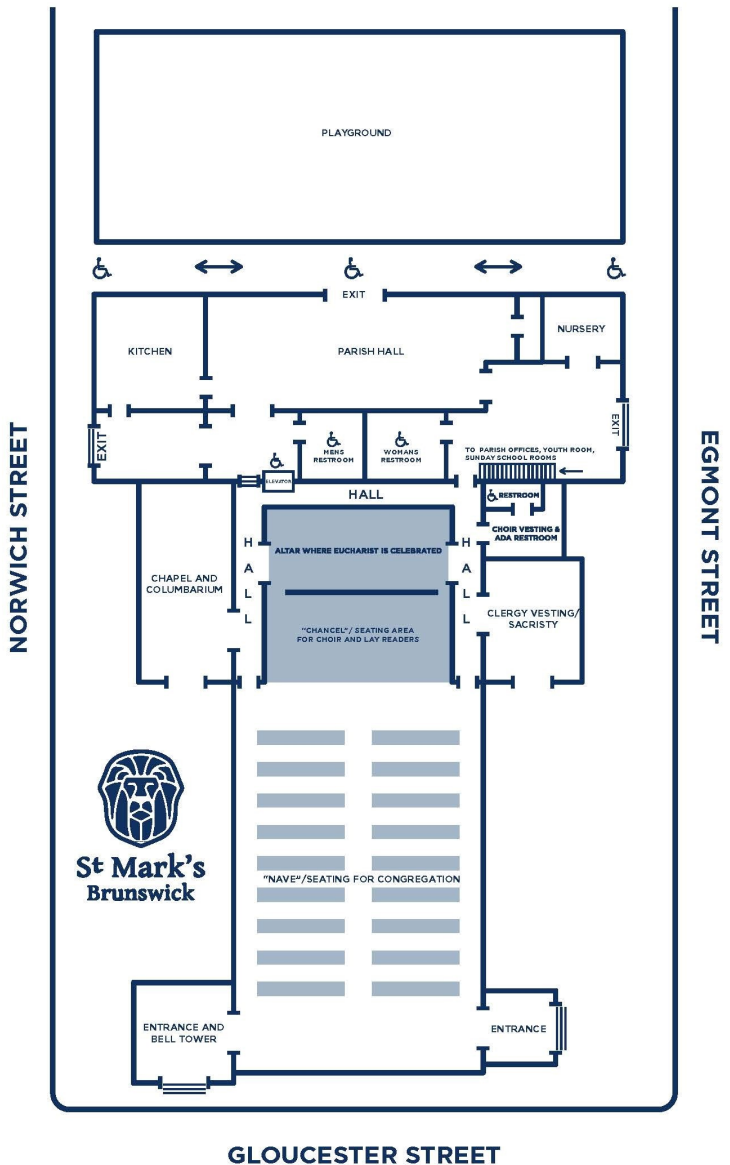 PLAYGROUND
EXIT
KITCHEN
PARISH HALL
NURSERY
EXIT
EXIT
MENS
RESTROOM
WOMANS
RESTROOM
TO PARISH OFFICES, YOUTH ROOM,
SUNDAY SCHOOL ROOMS
ELEVATOR
HALL
RESTROOM
CHOIR VESTING &
ADA RESTROOM
HALL
ALTAR WHERE EUCHARIST IS CELEBRATED
HALL
CHAPEL AND
COLUMBARIUM
"CHANCEL"/ SEATING AREA
FOR CHOIR AND LAY READERS
CLERGY VESTING/
SACRISTY
NORWICH STREET
EGMONT STREET
St Mark's
Brunswick
"NAVE"/SEATING FOR CONGREGATION
ENTRANCE AND
BELL TOWER
ENTRANCE
GLOUCESTER STREET